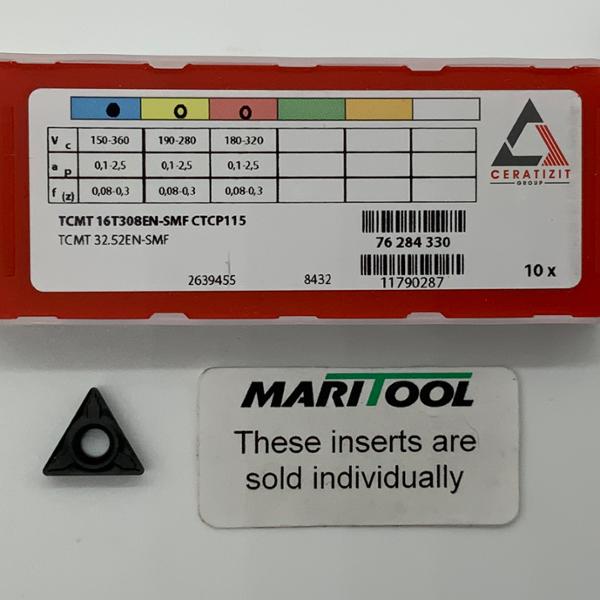 V c 150-360 190-280 180-320
a p 0,1-2,5 0,1-2,5 0,1-2,5
f (z) 0,08-0,3 0,08-0,3 0,08-0,3
CERATIZIT
GROUP
TCMT 16T308EN-SMF CTCP115
TCMT 32.52EN-SMF
76 284 330
10 x
2639455 8432 11790287
MARITOOL
These inserts are
sold individually